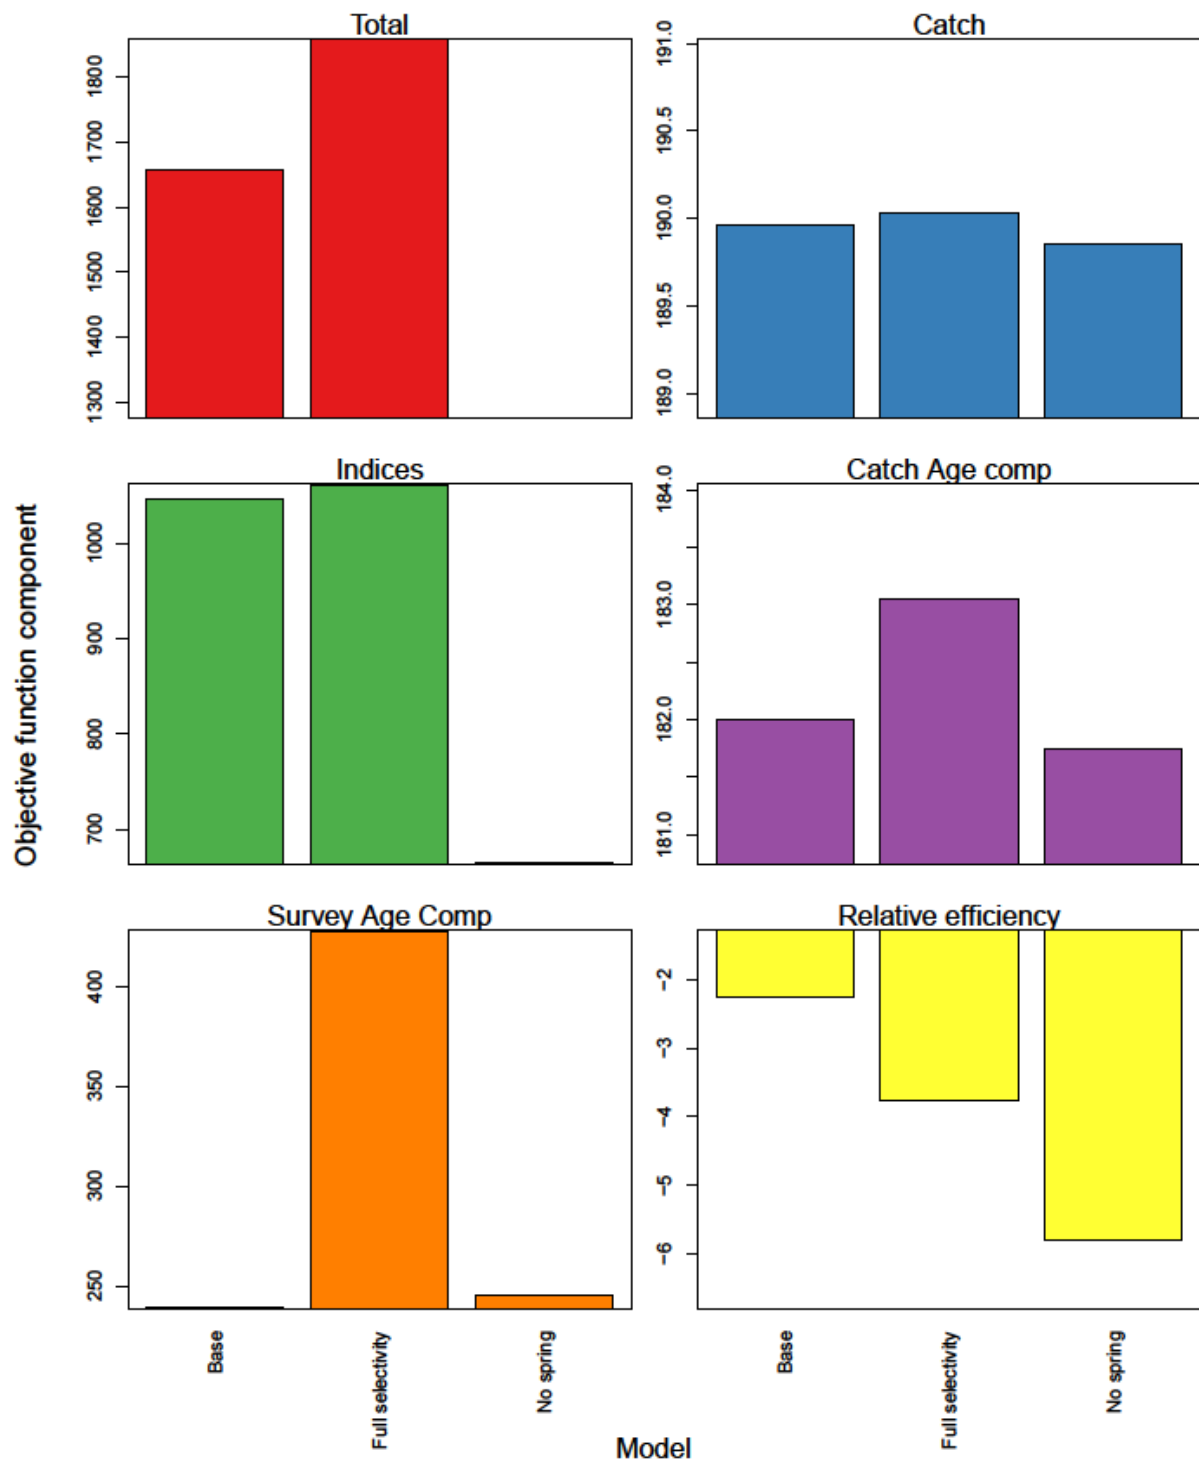 Total
Catch
1800
1700
1600
1500
1400
1300
191.0
190.5
190.0
189.5
189.0
Indices
Catch Age comp
1000
900
800
700
184.0
183.0
182.0
181.0
Objective function component
Survey Age Comp
Relative efficiency
400
350
300
250
−2
−3
−4
−5
−6
Base
Full selectivity
No spring
Base
Full selectivity
No spring
Model